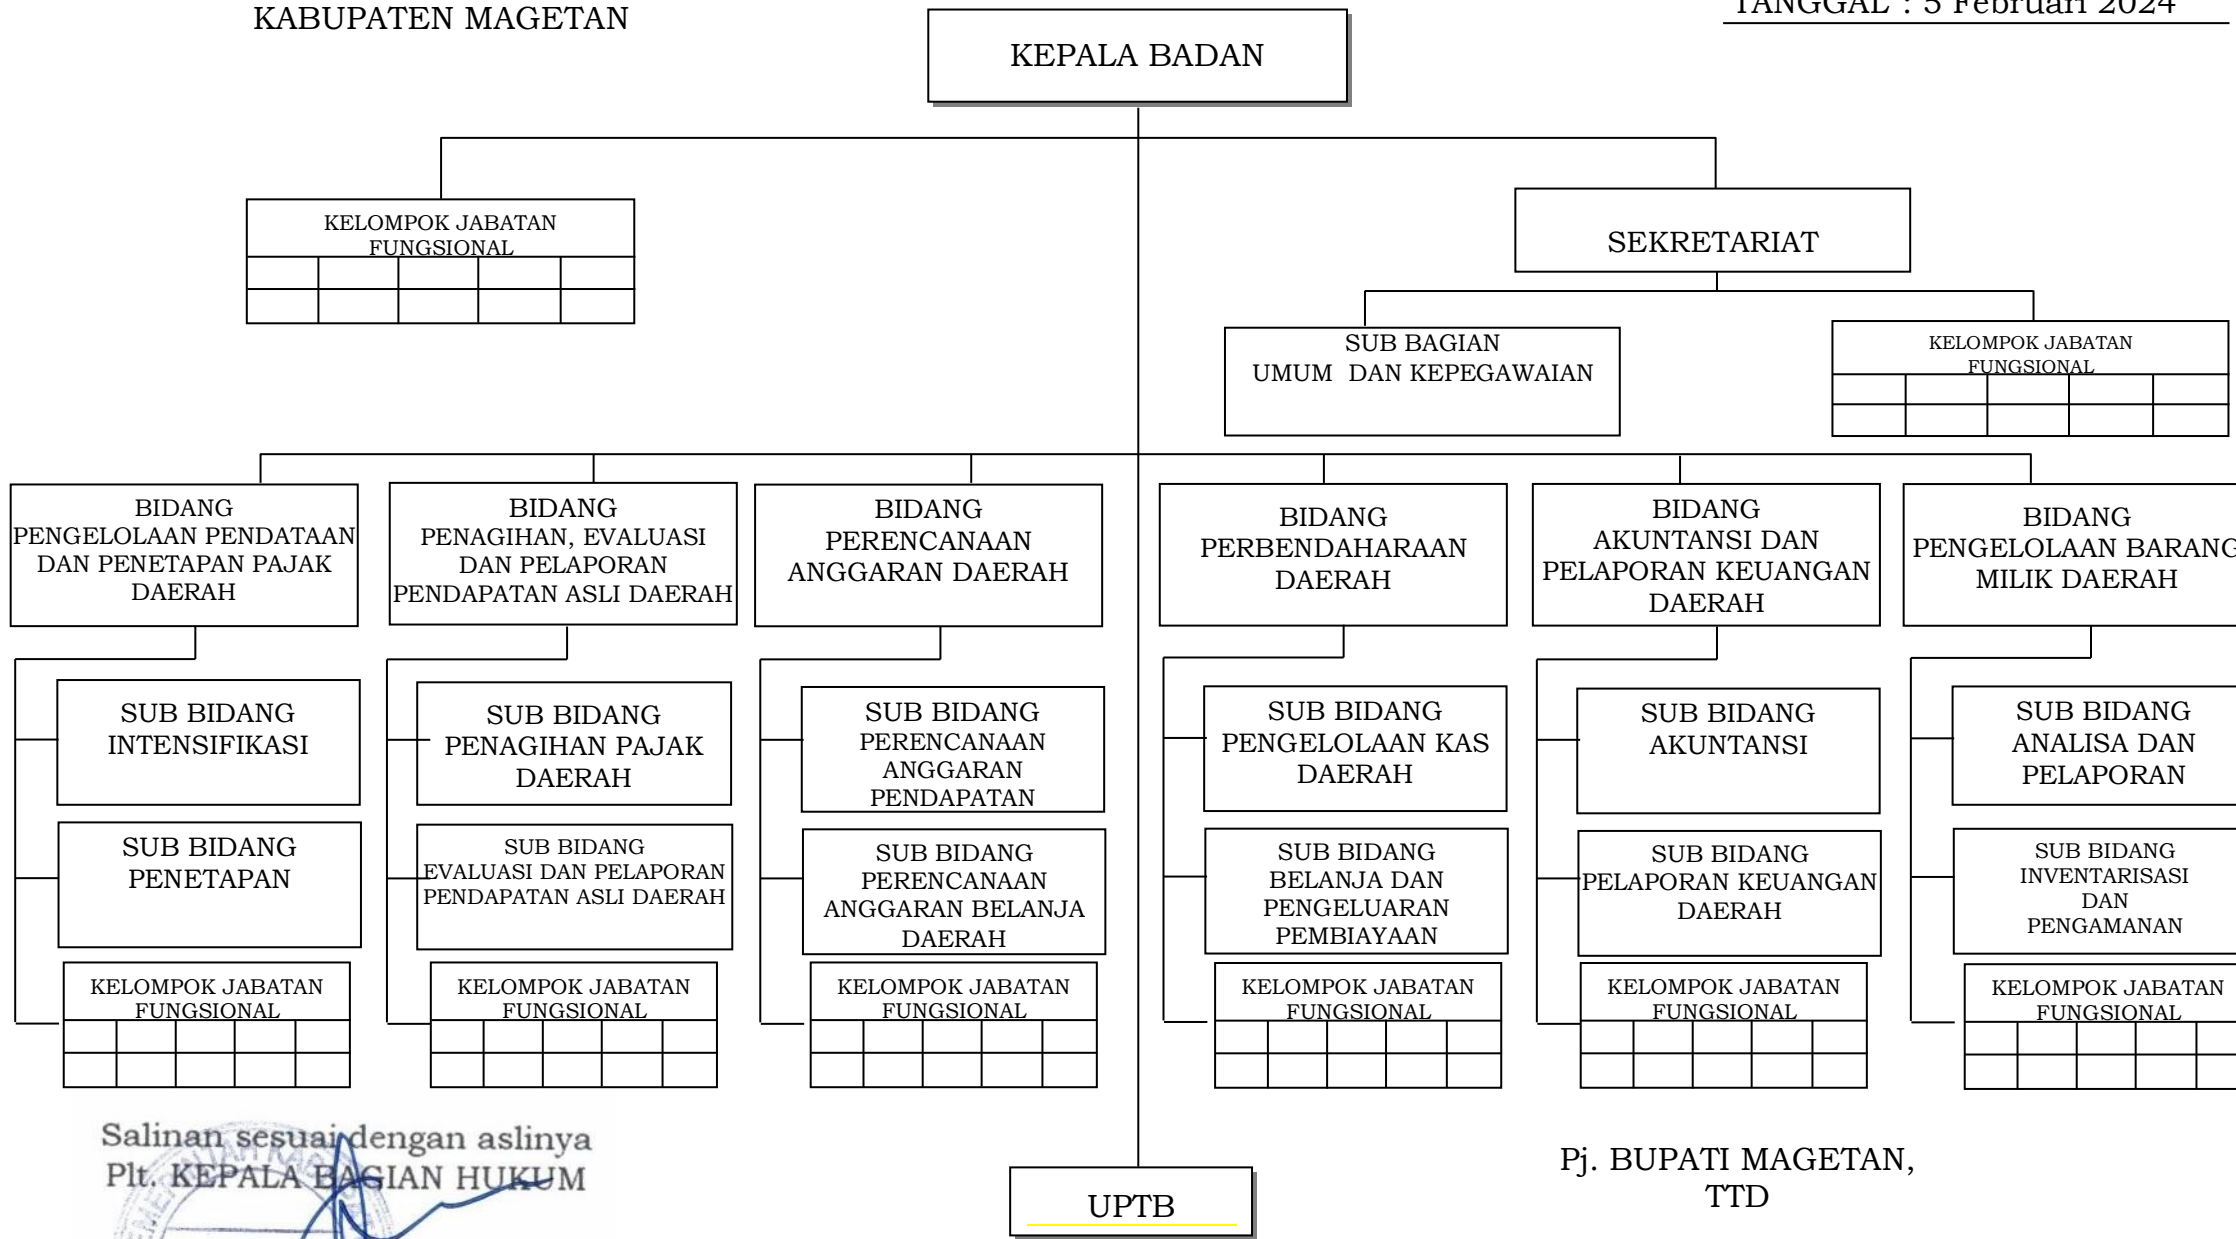 KABUPATEN MAGETAN
TANGGAL : 5 Februari 2024
KEPALA BADAN
KELOMPOK JABATAN
FUNGSIONAL
SEKRETARIAT
SUB BAGIAN
UMUM DAN KEPEGAWAIAN
KELOMPOK JABATAN
FUNGSIONAL
BIDANG
PENGELOLAAN PENDATAAN
DAN PENETAPAN PAJAK
DAERAH
BIDANG
PENAGIHAN, EVALUASI
DAN PELAPORAN
PENDAPATAN ASLI DAERAH
BIDANG
PERENCANAAN
ANGGARAN DAERAH
BIDANG
PERBENDAHARAAN
DAERAH
BIDANG
AKUNTANSI DAN
PELAPORAN KEUANGAN
DAERAH
BIDANG
PENGELOLAAN BARANG
MILIK DAERAH
SUB BIDANG
INTENSIFIKASI
SUB BIDANG
PENAGIHAN PAJAK
DAERAH
SUB BIDANG
PERENCANAAN
ANGGARAN
PENDAPATAN
SUB BIDANG
PENGELOLAAN KAS
DAERAH
SUB BIDANG
AKUNTANSI
SUB BIDANG
ANALISA DAN
PELAPORAN
SUB BIDANG
PENETAPAN
SUB BIDANG
EVALUASI DAN PELAPORAN
PENDAPATAN ASLI DAERAH
SUB BIDANG
PERENCANAAN
ANGGARAN BELANJA
DAERAH
SUB BIDANG
BELANJA DAN
PENGELUARAN
PEMBIAYAAN
SUB BIDANG
PELAPORAN KEUANGAN
DAERAH
SUB BIDANG
INVENTARISASI
DAN
PENGAMANAN
KELOMPOK JABATAN
FUNGSIONAL
KELOMPOK JABATAN
FUNGSIONAL
KELOMPOK JABATAN
FUNGSIONAL
KELOMPOK JABATAN
FUNGSIONAL
KELOMPOK JABATAN
FUNGSIONAL
KELOMPOK JABATAN
FUNGSIONAL
Salinan sesuai dengan aslinya
Plt. KEPALA BAGIAN HUKUM
UPTB
Pj. BUPATI MAGETAN,
TTD